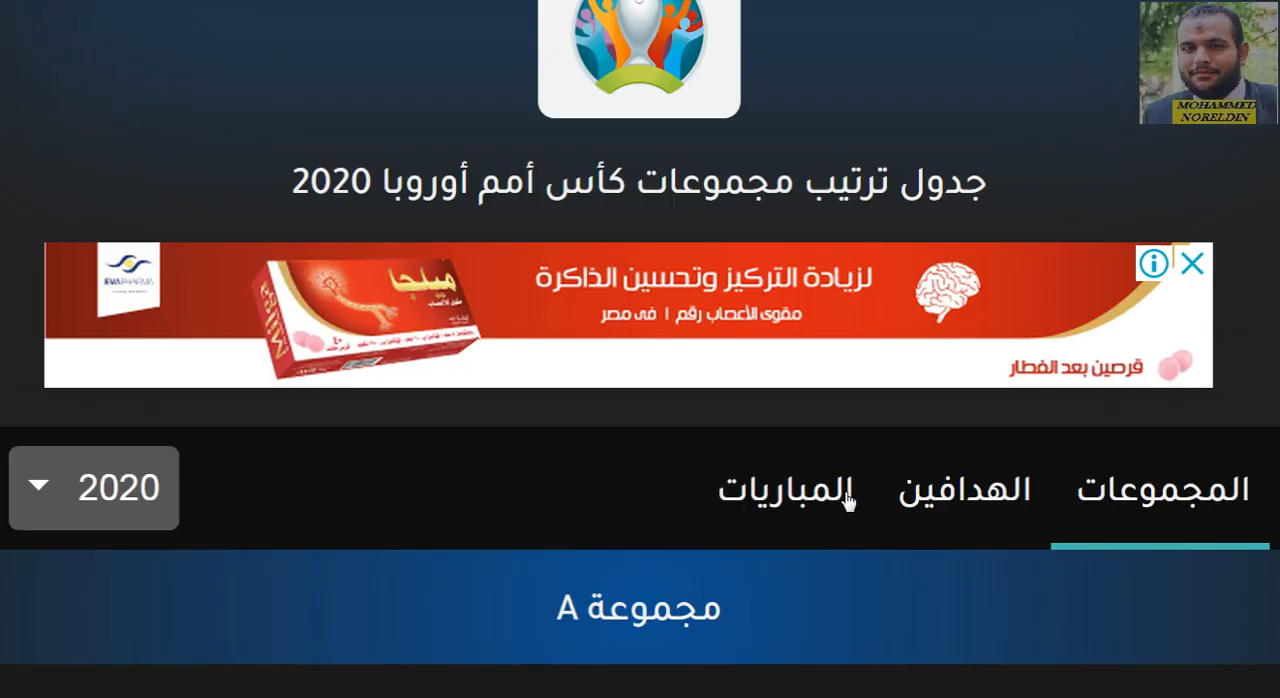 MOHAMMED
NORELDIN
جدول ترتيب مجموعات كأس أمم أوروبا 2020
EVA PHARMA
ميلجا
لزيادة التركيز وتحسين الذاكرة
مقوى الأعصاب رقم ١ فى مصر
قرصين بعد الفطار
المجموعات
الهدافين
المباريات
2020
مجموعة A